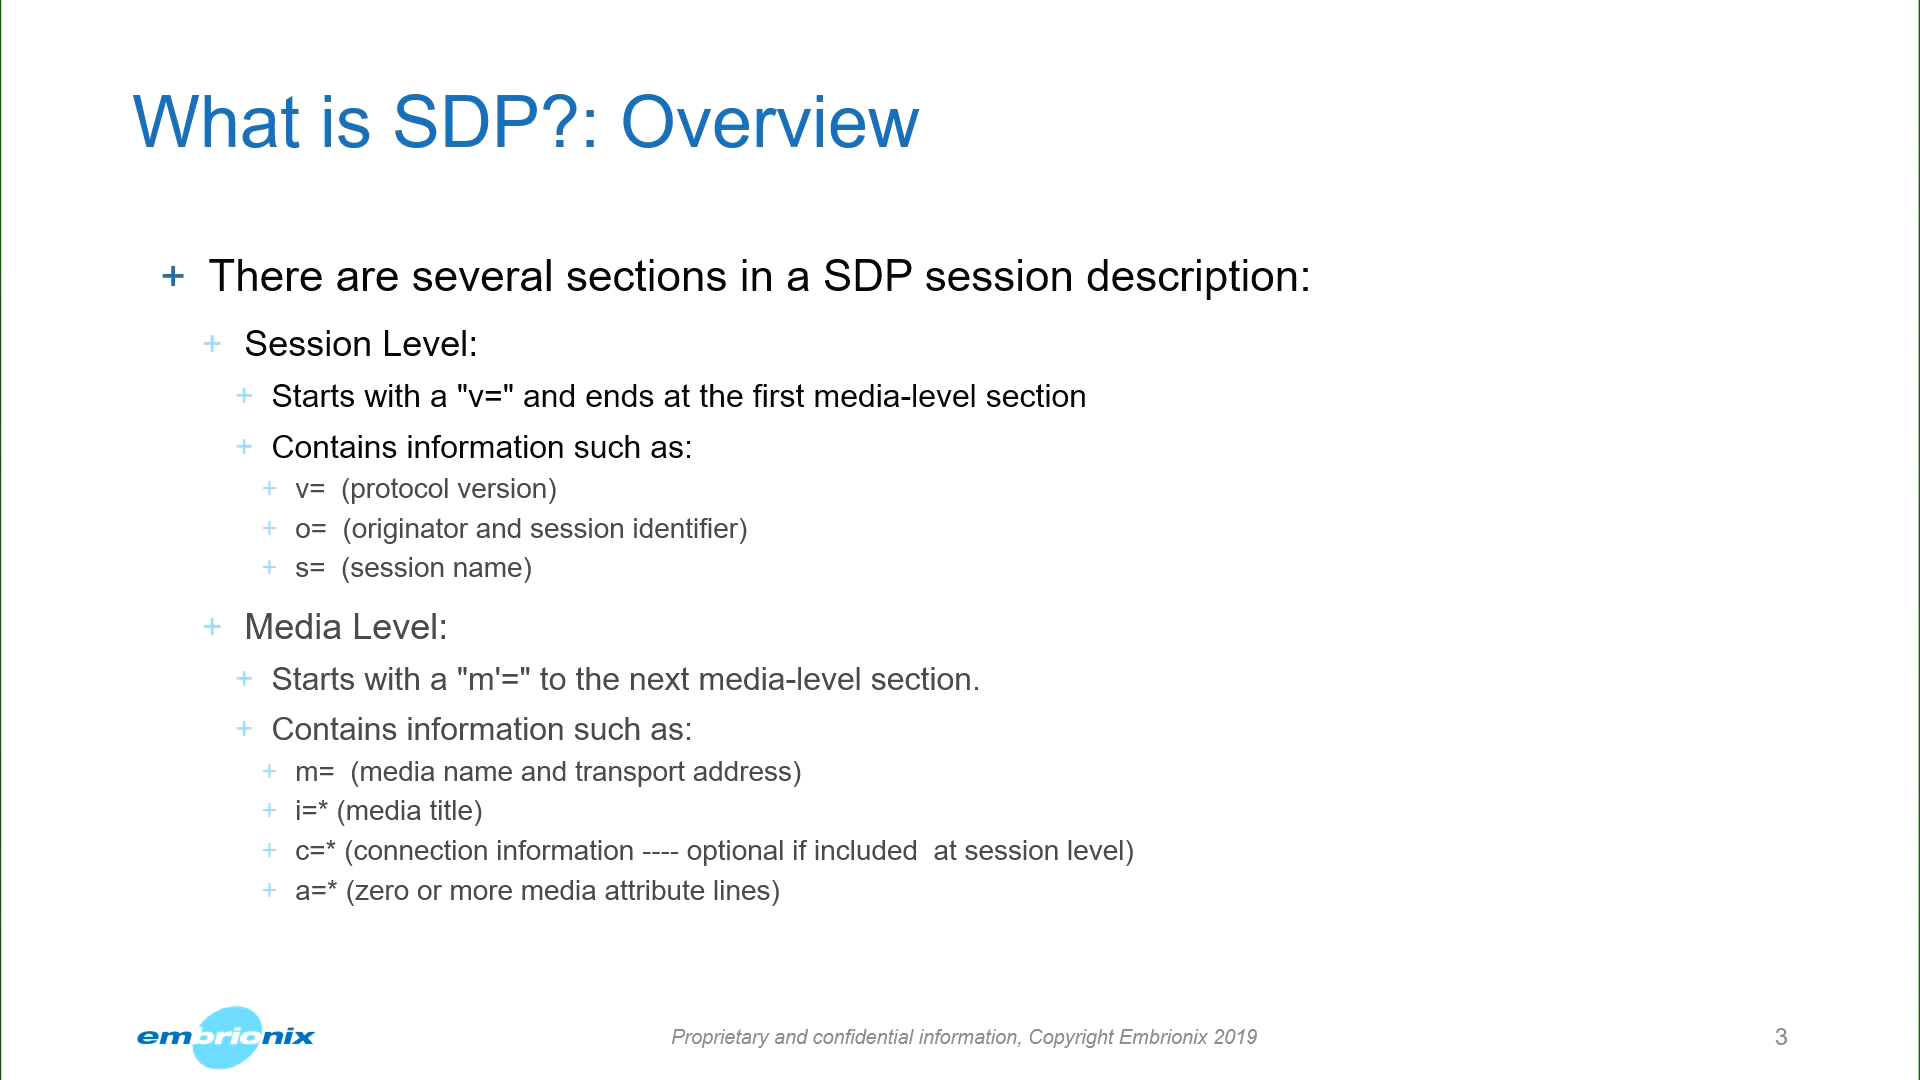 What is SDP?: Overview
+ There are several sections in a SDP session description:
+ Session Level:
+ Starts with a "v=" and ends at the first media-level section
+ Contains information such as:
+ v=  (protocol version)
+ o=  (originator and session identifier)
+ s=  (session name)
+ Media Level:
+ Starts with a "m'=" to the next media-level section.
+ Contains information such as:
+ m=  (media name and transport address)
+ i=* (media title)
+ c=* (connection information ---- optional if included  at session level)
+ a=* (zero or more media attribute lines)
embrionix
Proprietary and confidential information, Copyright Embrionix 2019
3